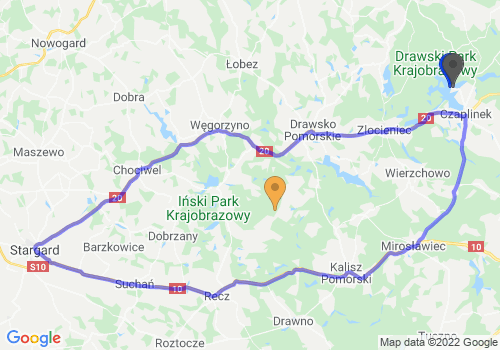 Nowogard
Łobez
Drawski Park
Krajobrazowy
Dobra
Węgorzyno
Drawsko
Pomorskie
20
Złocieniec
Czaplinek
20
Maszewo
Chociwel
Wierzchowo
20
Iński Park
Krajobrazowy
Dobrzany
Stargard
Barzkowice
Mirosławiec
10
S10
Suchań
10
Recz
Kalisz
Pomorski
Drawno
Tuczno
Roztocze
Google
Map data ©2022 Google